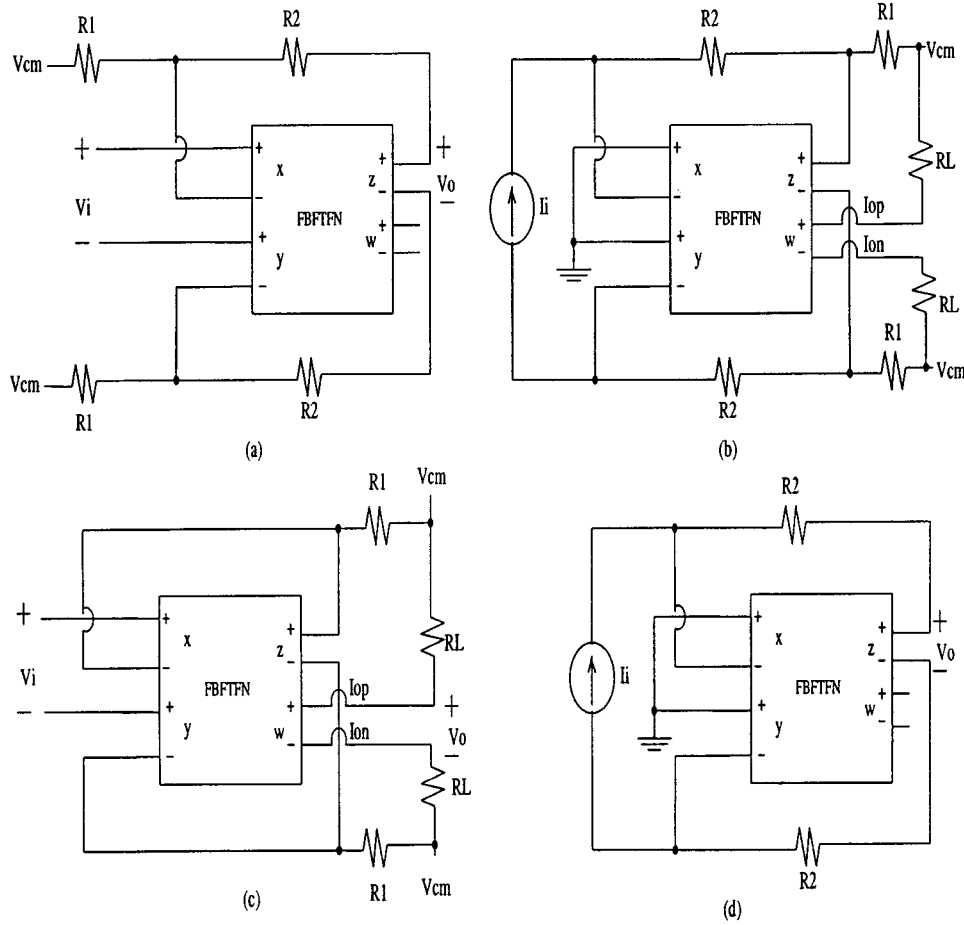 R1
R2
Vcm
+
Vi
−
+
x
−
FBFTFN
+
y
−
+
z
−
+
w
−
+
Vo
−
Vcm
R1
R2
(a)
R2
R1
Vcm
RL
Ii
+
x
−
FBFTFN
+
y
−
+
z
−
+
w
−
Iop
Ion
RL
R1
Vcm
R2
(b)
R1
Vcm
+
Vi
−
+
x
−
FBFTFN
+
y
−
+
z
−
+
w
−
RL
Iop
+
Ion
Vo
−
RL
R1
Vcm
(c)
R2
Ii
+
x
−
FBFTFN
+
y
−
+
z
−
+
w
−
+
Vo
−
R2
(d)